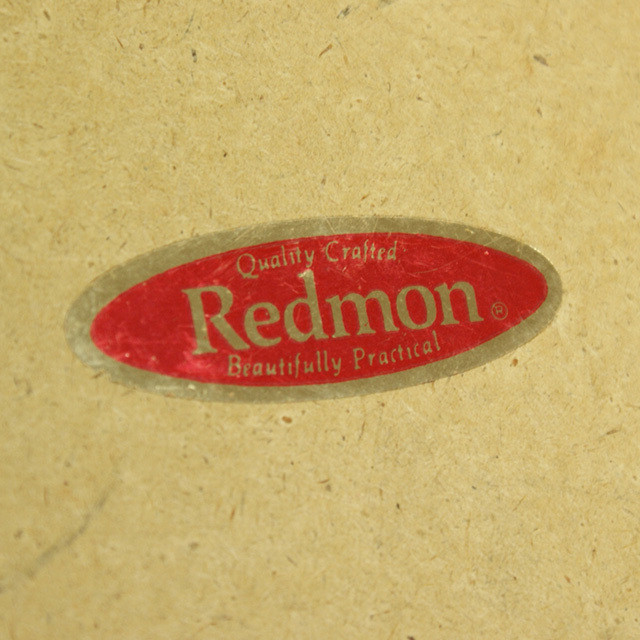 Quality Crafted
Redmon®
Beautifully Practical